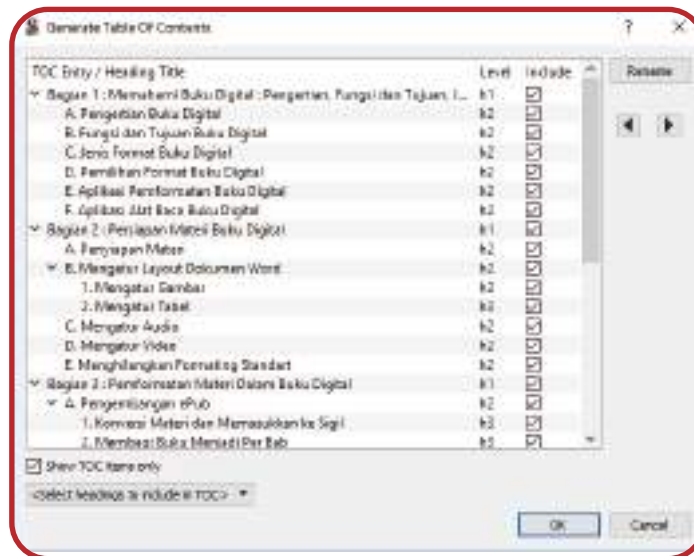 Generate Table Of Contents
TOC Entry / Heading Title Level Include
Rename
Bagian 1 : Memahami Buku Digital : Pengertian, Fungsi dan Tujuan, I... h1
A. Pengertian Buku Digital h2
B. Fungsi dan Tujuan Buku Digital h2
C. Jenis Format Buku Digital h2
D. Pemilihan Format Buku Digital h2
E. Aplikasi Pemformatan Buku Digital h2
F. Aplikasi Alat Baca Buku Digital h2
Bagian 2 : Persiapan Materi Buku Digital h1
A. Penyiapan Materi h2
B. Mengatur Layout Dokumen Word h2
1. Mengatur Gambar h3
2. Mengatur Tabel h3
C. Mengatur Audio h2
D. Mengatur Video h2
E. Menghilangkan Formating Standart h2
Bagian 3 : Pemformatan Materi Dalam Buku Digital h1
A. Pengembangan ePub h2
1. Konversi Materi dan Memasukkan ke Sigil h3
2. Membagi Buku Menjadi Per Bab h3
Show TOC items only
<Select headings to include in TOC>
OK Cancel